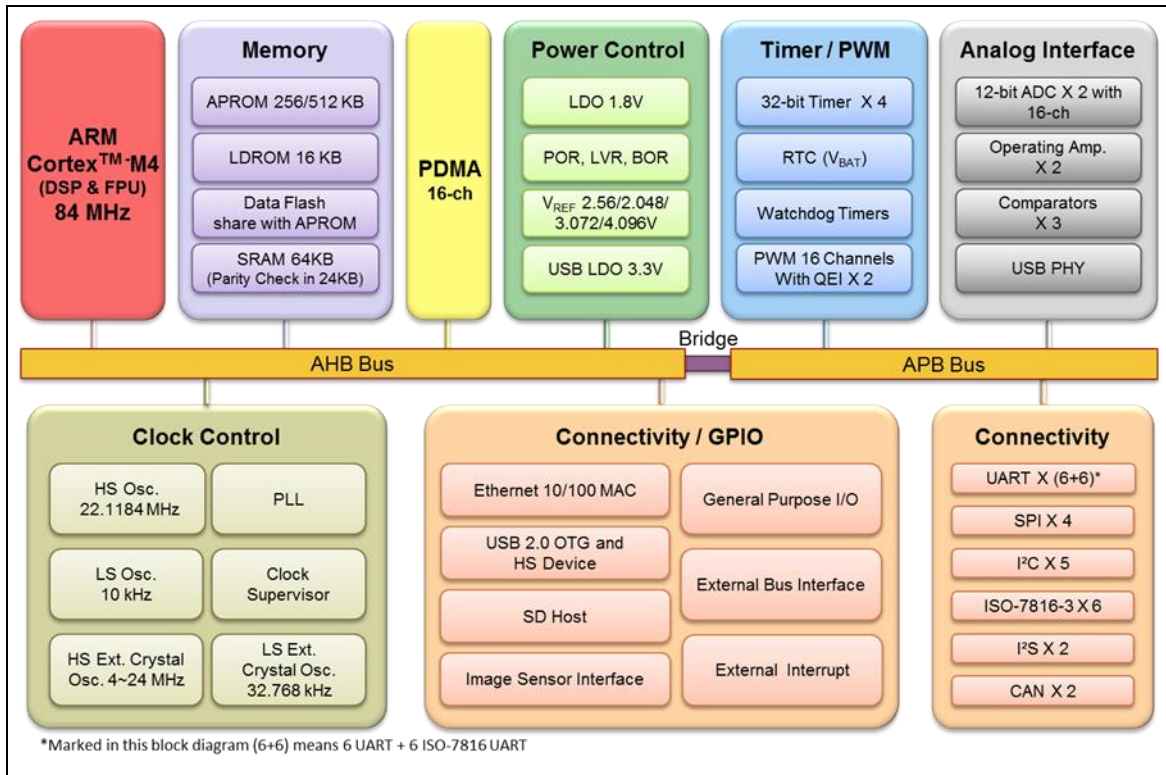 ARM
Cortex™-M4
(DSP & FPU)
84 MHz
Memory
APROM 256/512 KB
LDROM 16 KB
Data Flash
share with APROM
SRAM 64KB
(Parity Check in 24KB)
PDMA
16-ch
Power Control
LDO 1.8V
POR, LVR, BOR
VREF 2.56/2.048/
3.072/4.096V
USB LDO 3.3V
Timer / PWM
32-bit Timer X 4
RTC (VBAT)
Watchdog Timers
PWM 16 Channels
With QEI X 2
Analog Interface
12-bit ADC X 2 with
16-ch
Operating Amp.
X 2
Comparators
X 3
USB PHY
AHB Bus
Bridge
APB Bus
Clock Control
HS Osc.
22.1184 MHz
PLL
LS Osc.
10 kHz
Clock
Supervisor
HS Ext. Crystal
Osc. 4~24 MHz
LS Ext.
Crystal Osc.
32.768 kHz
Connectivity / GPIO
Ethernet 10/100 MAC
USB 2.0 OTG and
HS Device
SD Host
Image Sensor Interface
General Purpose I/O
External Bus Interface
External Interrupt
Connectivity
UART X (6+6)*
SPI X 4
I²C X 5
ISO-7816-3 X 6
I²S X 2
CAN X 2
*Marked in this block diagram (6+6) means 6 UART + 6 ISO-7816 UART